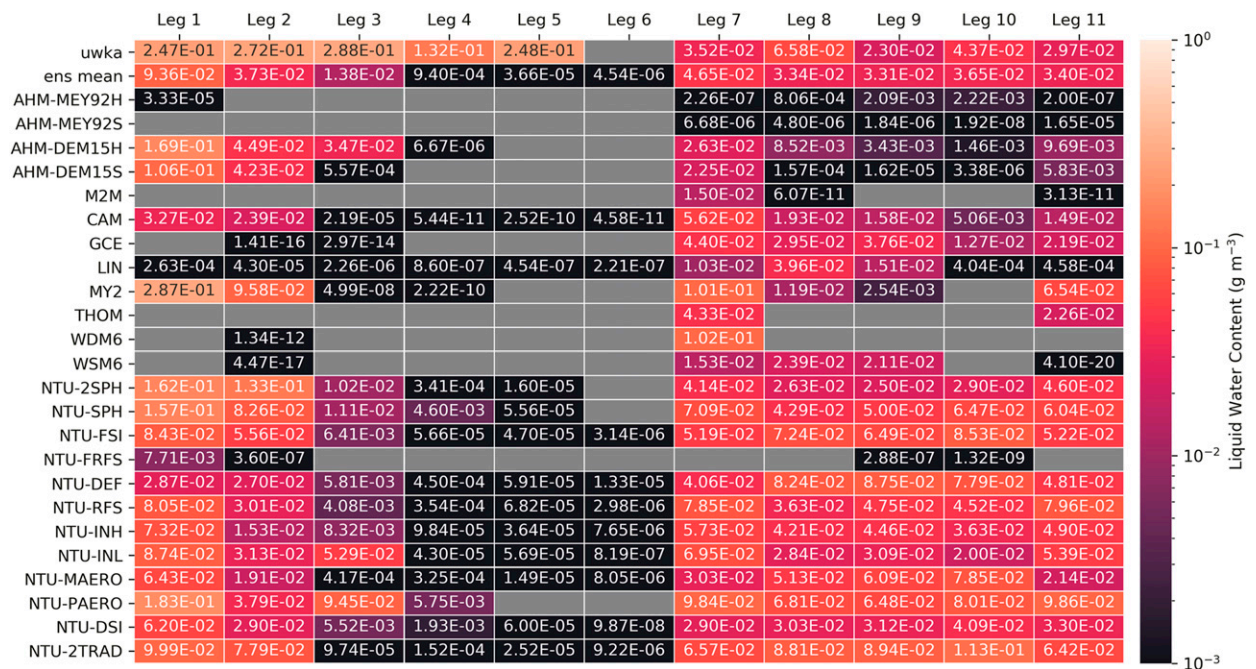 Leg 1 Leg 2 Leg 3 Leg 4 Leg 5 Leg 6 Leg 7 Leg 8 Leg 9 Leg 10 Leg 11
uwka 2.47E-01 2.72E-01 2.88E-01 1.32E-01 2.48E-01 3.52E-02 6.58E-02 2.30E-02 4.37E-02 2.97E-02
ens mean 9.36E-02 3.73E-02 1.38E-02 9.40E-04 3.66E-05 4.54E-06 4.65E-02 3.34E-02 3.31E-02 3.65E-02 3.40E-02
AHM-MEY92H 3.33E-05 2.26E-07 8.06E-04 2.09E-03 2.22E-03 2.00E-07
AHM-MEY92S 6.68E-06 4.80E-06 1.84E-06 1.92E-08 1.65E-05
AHM-DEM15H 1.69E-01 4.49E-02 3.47E-02 6.67E-06 2.63E-02 8.52E-03 3.43E-03 1.46E-03 9.69E-03
AHM-DEM15S 1.06E-01 4.23E-02 5.57E-04 2.25E-02 1.57E-04 1.62E-05 3.38E-06 5.83E-03
M2M 1.50E-02 6.07E-11 3.13E-11
CAM 3.27E-02 2.39E-02 2.19E-05 5.44E-11 2.52E-10 4.58E-11 5.62E-02 1.93E-02 1.58E-02 5.06E-03 1.49E-02
GCE 1.41E-16 2.97E-14 4.40E-02 2.95E-02 3.76E-02 1.27E-02 2.19E-02
LIN 2.63E-04 4.30E-05 2.26E-06 8.60E-07 4.54E-07 2.21E-07 1.03E-02 3.96E-02 1.51E-02 4.04E-04 4.58E-04
MY2 2.87E-01 9.58E-02 4.99E-08 2.22E-10 1.01E-01 1.19E-02 2.54E-03 6.54E-02
THOM 4.33E-02 2.26E-02
WDM6 1.34E-12 1.02E-01
WSM6 4.47E-17 1.53E-02 2.39E-02 2.11E-02 4.10E-20
NTU-2SPH 1.62E-01 1.33E-01 1.02E-02 3.41E-04 1.60E-05 4.14E-02 2.63E-02 2.50E-02 2.90E-02 4.60E-02
NTU-SPH 1.57E-01 8.26E-02 1.11E-02 4.60E-03 5.56E-05 7.09E-02 4.29E-02 5.00E-02 6.47E-02 6.04E-02
NTU-FSI 8.43E-02 5.56E-02 6.41E-03 5.66E-05 4.70E-05 3.14E-06 5.19E-02 7.24E-02 6.49E-02 8.53E-02 5.22E-02
NTU-FRFS 7.71E-03 3.60E-07 2.88E-07 1.32E-09
NTU-DEF 2.87E-02 2.70E-02 5.81E-03 4.50E-04 5.91E-05 1.33E-05 4.06E-02 8.24E-02 8.75E-02 7.79E-02 4.81E-02
NTU-RFS 8.05E-02 3.01E-02 4.08E-03 3.54E-04 6.82E-05 2.98E-06 7.85E-02 3.63E-02 4.75E-02 4.52E-02 7.96E-02
NTU-INH 7.32E-02 1.53E-02 8.32E-03 9.84E-05 3.64E-05 7.65E-06 5.73E-02 4.21E-02 4.46E-02 3.63E-02 4.90E-02
NTU-INL 8.74E-02 3.13E-02 5.29E-02 4.30E-05 5.69E-05 8.19E-07 6.95E-02 2.84E-02 3.09E-02 2.00E-02 5.39E-02
NTU-MAERO 6.43E-02 1.91E-02 4.17E-04 3.25E-04 1.49E-05 8.05E-06 3.03E-02 5.13E-02 6.09E-02 7.85E-02 2.14E-02
NTU-PAERO 1.83E-01 3.79E-02 9.45E-02 5.75E-03 9.84E-02 6.81E-02 6.48E-02 8.01E-02 9.86E-02
NTU-DSI 6.20E-02 2.90E-02 5.52E-03 1.93E-03 6.00E-05 9.87E-08 2.90E-02 3.03E-02 3.12E-02 4.09E-02 3.30E-02
NTU-2TRAD 9.99E-02 7.79E-02 9.74E-05 1.52E-04 2.52E-05 9.22E-06 6.57E-02 8.81E-02 8.94E-02 1.13E-01 6.42E-02
10⁰
10⁻¹
10⁻²
10⁻³
Liquid Water Content (g m⁻³)